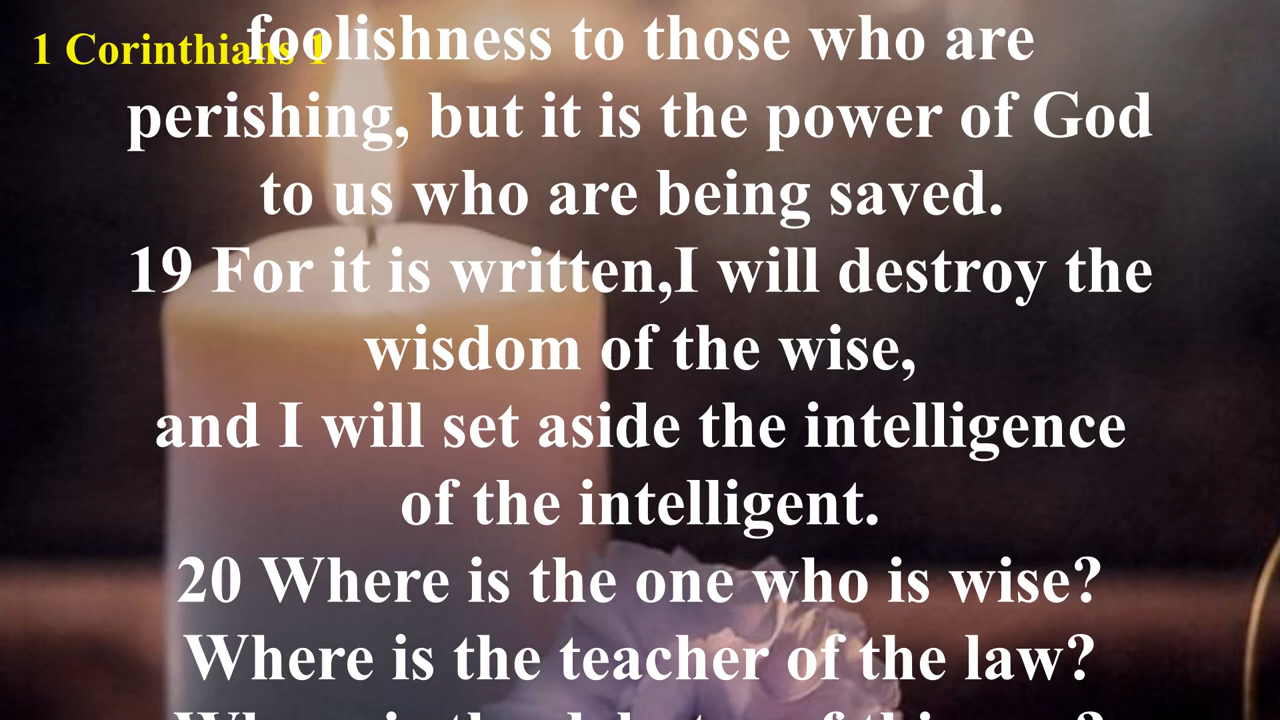 1 Corinthians 1
foolishness to those who are
perishing, but it is the power of God
to us who are being saved.
19 For it is written,I will destroy the
wisdom of the wise,
and I will set aside the intelligence
of the intelligent.
20 Where is the one who is wise?
Where is the teacher of the law?